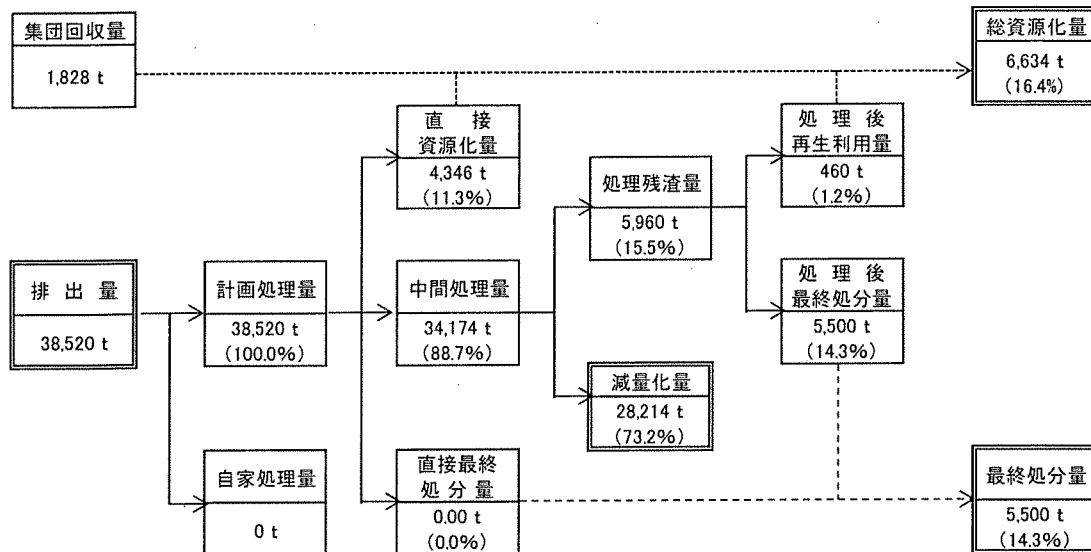 集団回収量
1,828 t
総資源化量
6,634 t
(16.4%)
直　接
資源化量
4,346 t
(11.3%)
処　理　後
再生利用量
460 t
(1.2%)
処理残渣量
5,960 t
(15.5%)
排　出　量
38,520 t
計画処理量
38,520 t
(100.0%)
中間処理量
34,174 t
(88.7%)
処　理　後
最終処分量
5,500 t
(14.3%)
減量化量
28,214 t
(73.2%)
自家処理量
0 t
直接最終
処 分 量
0.00 t
(0.0%)
最終処分量
5,500 t
(14.3%)